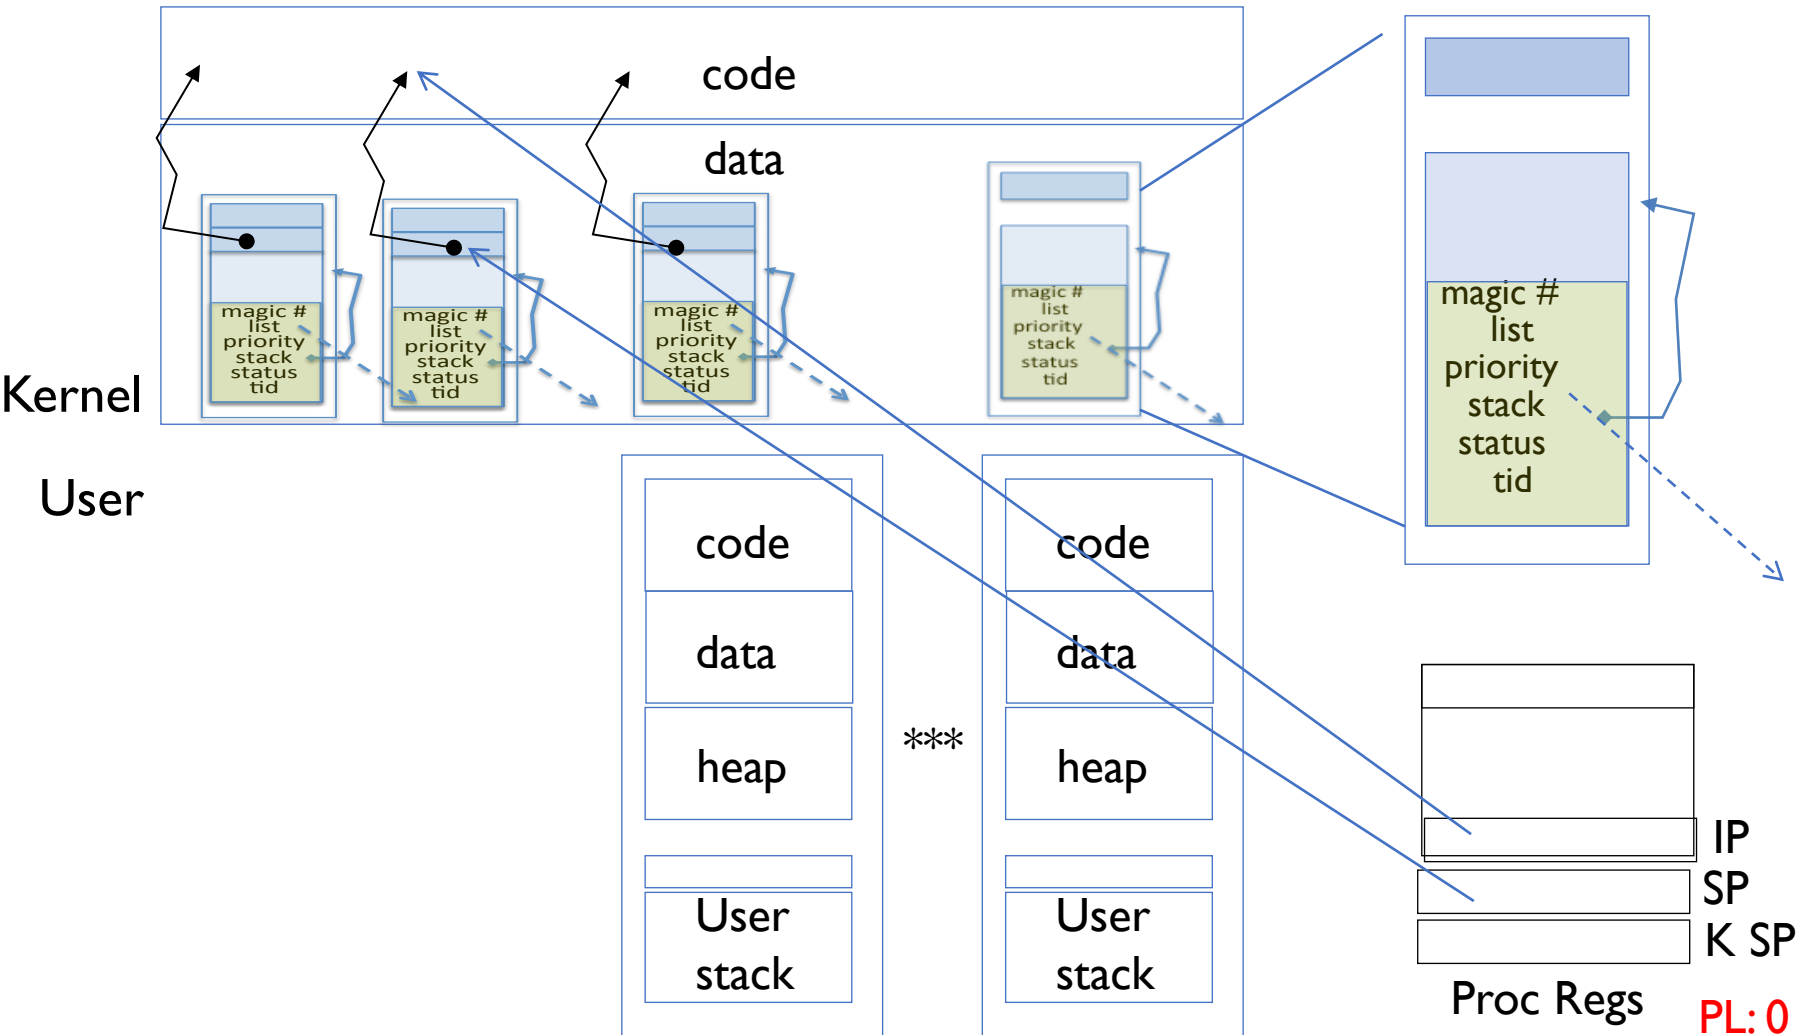 code
data
magic #
list
priority
stack
status
tid
magic #
list
priority
stack
status
tid
magic #
list
priority
stack
status
tid
magic #
list
priority
stack
status
tid
magic #
list
priority
stack
status
tid
Kernel
User
code
data
heap
User
stack
***
code
data
heap
User
stack
IP
SP
K SP
Proc Regs
PL: 0